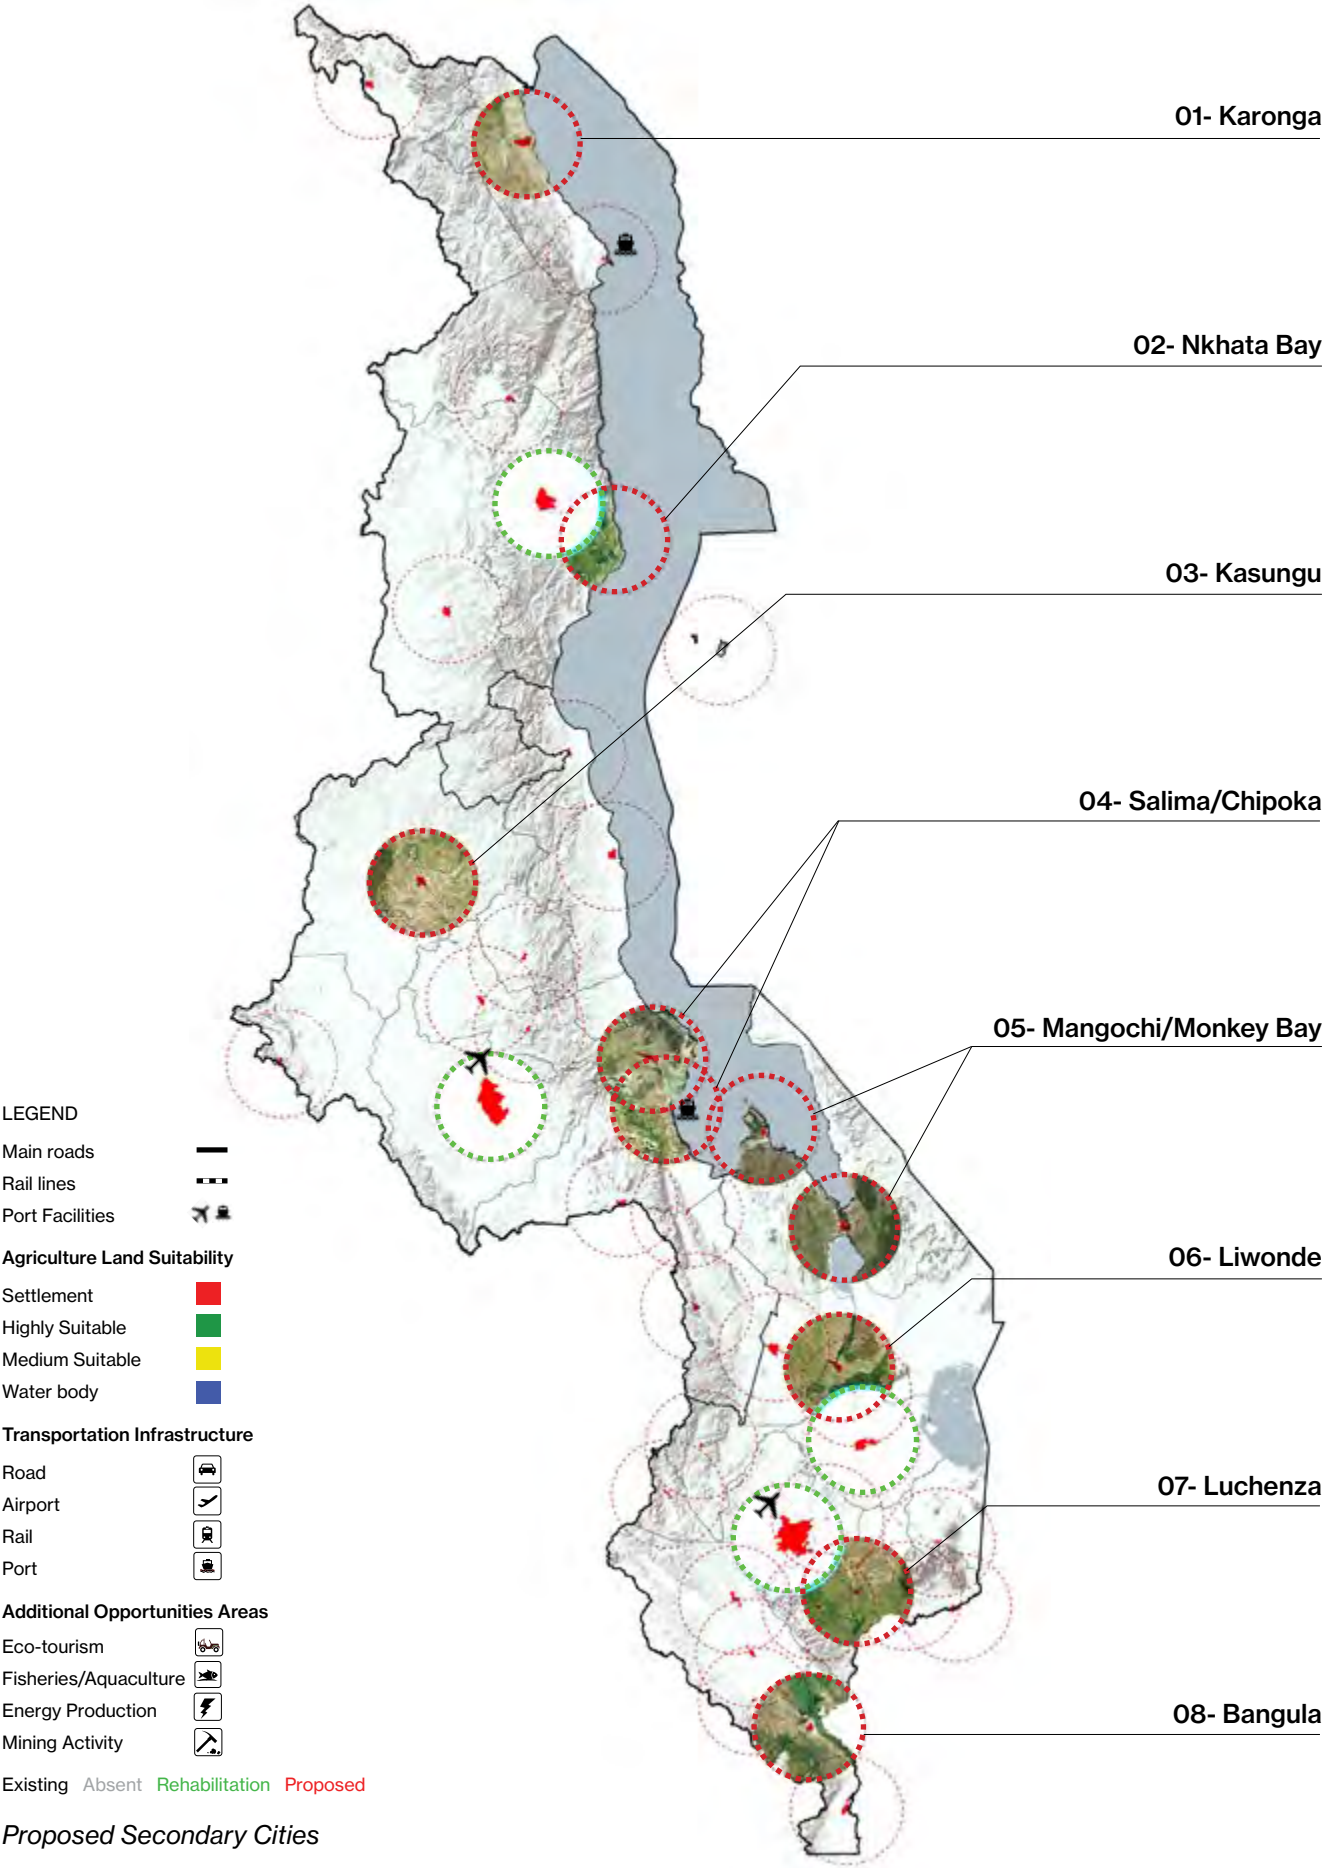 01- Karonga
02- Nkhata Bay
03- Kasungu
04- Salima/Chipoka
05- Mangochi/Monkey Bay
06- Liwonde
07- Luchenza
08- Bangula
LEGEND
Main roads
Rail lines
Port Facilities
Agriculture Land Suitability
Settlement
Highly Suitable
Medium Suitable
Water body
Transportation Infrastructure
Road
Airport
Rail
Port
Additional Opportunities Areas
Eco-tourism
Fisheries/Aquaculture
Energy Production
Mining Activity
Existing Absent Rehabilitation Proposed
Proposed Secondary Cities